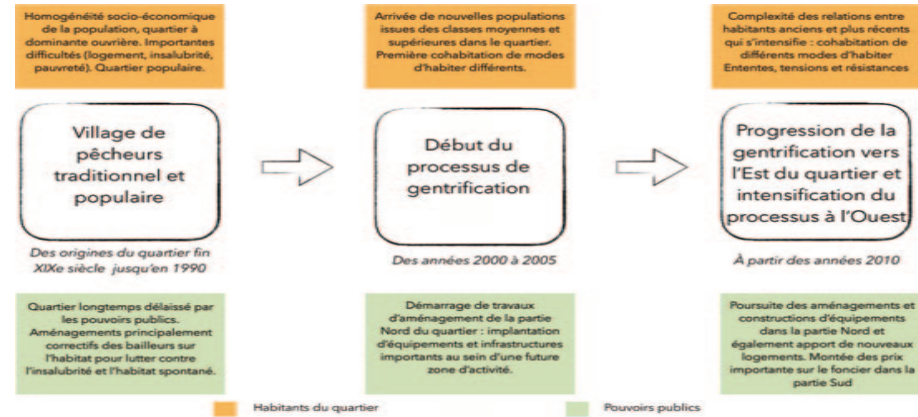 Homogénéité socio-économique
de la population, quartier à
dominante ouvrière. Importantes
difficultés (logement, insalubrité,
pauvreté). Quartier populaire.
Arrivée de nouvelles populations
issues des classes moyennes et
supérieures dans le quartier.
Première cohabitation de modes
d'habiter différents.
Complexité des relations entre
habitants anciens et plus récents
qui s'intensifie : cohabitation de
différents modes d'habiter
Ententes, tensions et résistances
Village de
pêcheurs
traditionnel et
populaire
Début du
processus de
gentrification
Progression de la
gentrification vers
l'Est du quartier et
intensification du
processus à l'Ouest
Des origines du quartier fin
XIXe siècle jusqu'en 1990
Des années 2000 à 2005
À partir des années 2010
Quartier longtemps délaissé par
les pouvoirs publics.
Aménagements principalement
correctifs des bailleurs sur
l'habitat pour lutter contre
l'insalubrité et l'habitat spontané.
Démarrage de travaux
d'aménagement de la partie
Nord du quartier : implantation
d'équipements et infrastructures
importants au sein d'une future
zone d'activité.
Poursuite des aménagements et
constructions d'équipements
dans la partie Nord et
également apport de nouveaux
logements. Montée des prix
importante sur le foncier dans la
partie Sud
Habitants du quartier
Pouvoirs publics